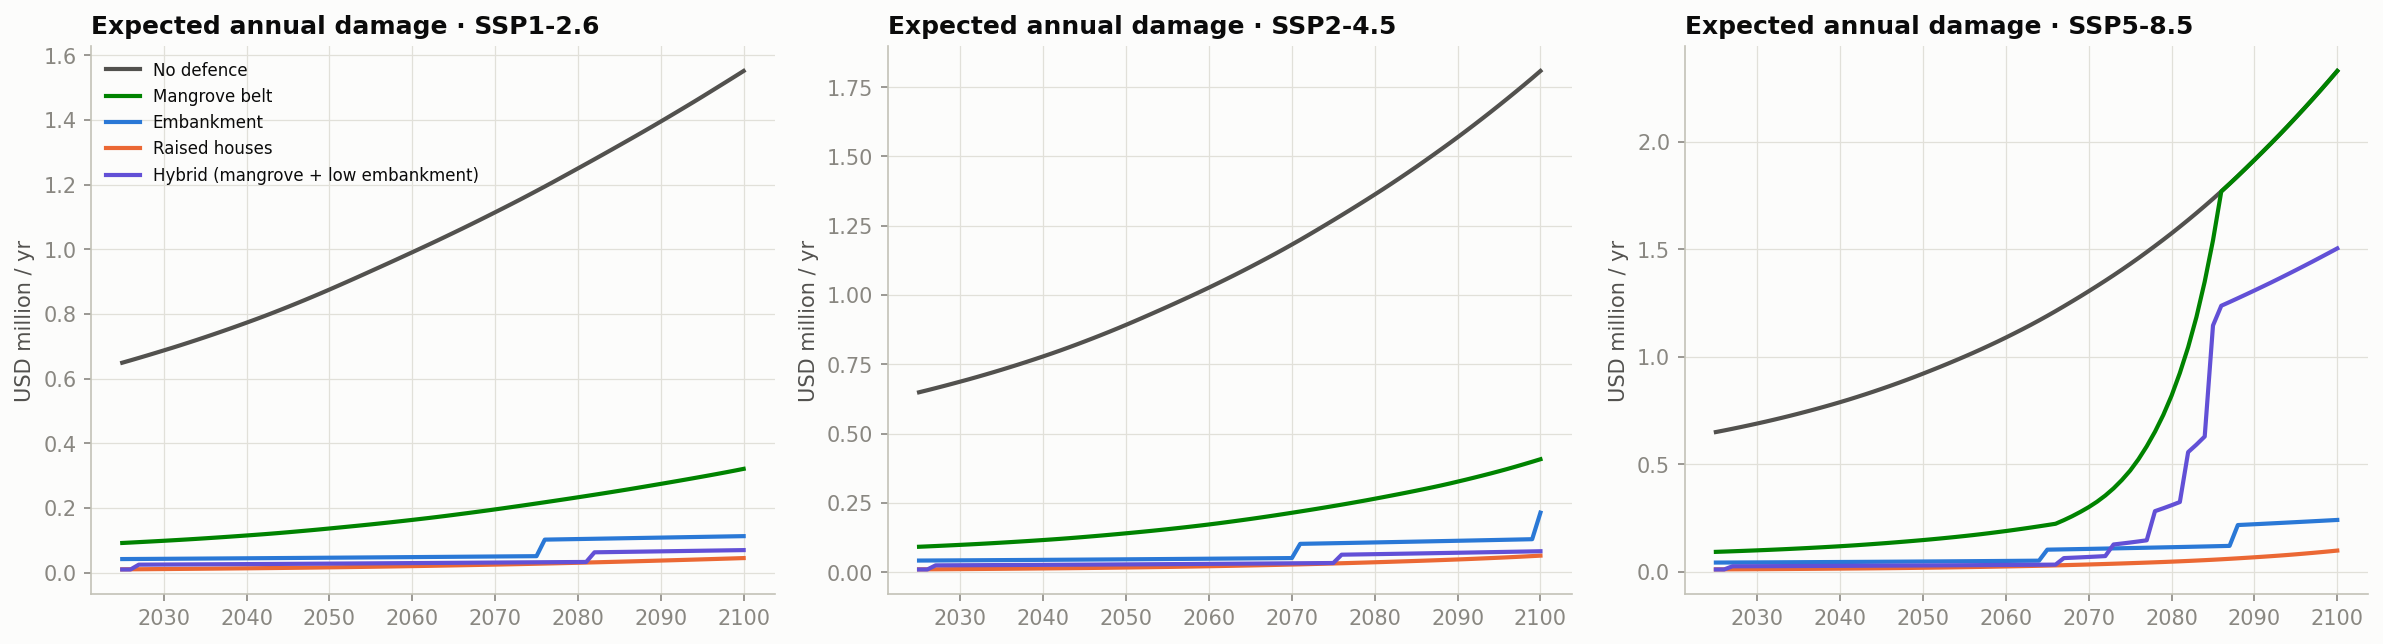 Expected annual damage · SSP1-2.6
USD million / yr
1.6
1.4
1.2
1.0
0.8
0.6
0.4
0.2
0.0
No defence
Mangrove belt
Embankment
Raised houses
Hybrid (mangrove + low embankment)
2030 2040 2050 2060 2070 2080 2090 2100
Expected annual damage · SSP2-4.5
USD million / yr
1.75
1.50
1.25
1.00
0.75
0.50
0.25
0.00
2030 2040 2050 2060 2070 2080 2090 2100
Expected annual damage · SSP5-8.5
USD million / yr
2.0
1.5
1.0
0.5
0.0
2030 2040 2050 2060 2070 2080 2090 2100